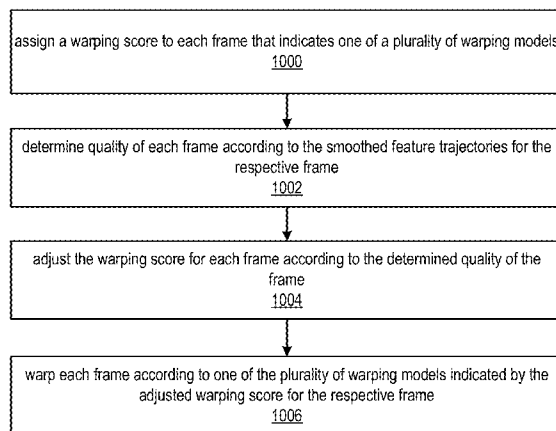 assign a warping score to each frame that indicates one of a plurality of warping models
1000
determine quality of each frame according to the smoothed feature trajectories for the
respective frame
1002
adjust the warping score for each frame according to the determined quality of the
frame
1004
warp each frame according to one of the plurality of warping models indicated by the
adjusted warping score for the respective frame
1006